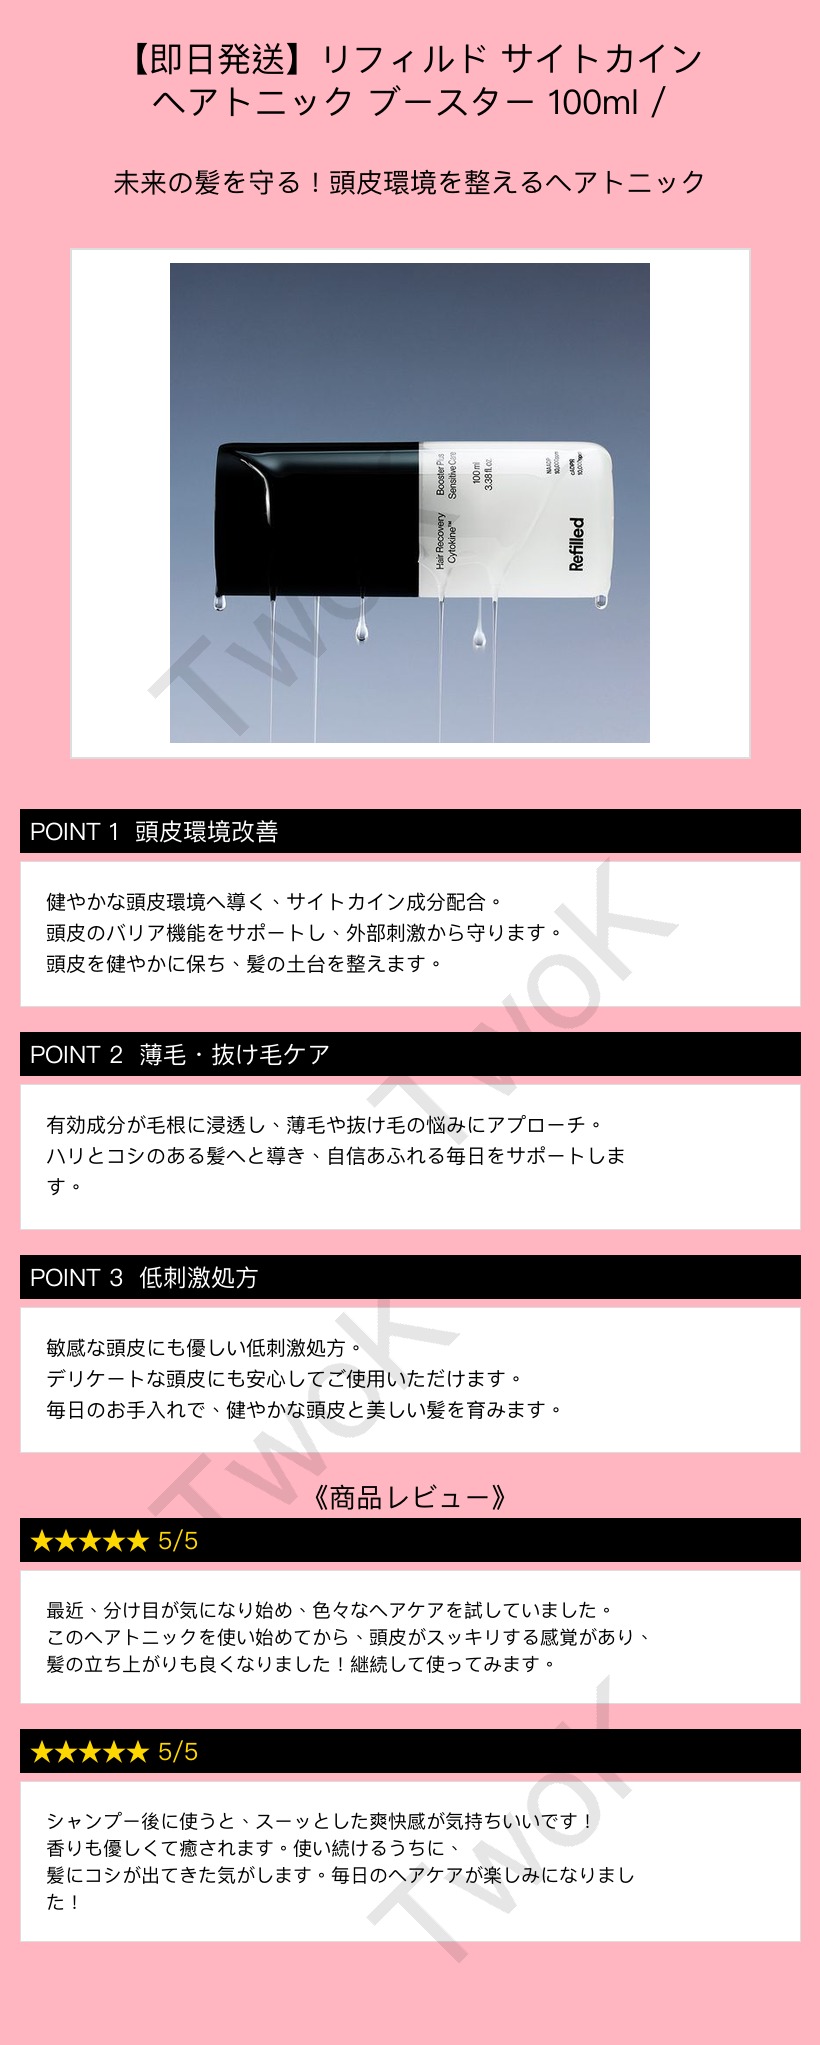 【即日発送】リフィルド サイトカイン
ヘアトニック ブースター 100ml /
未来の髪を守る！頭皮環境を整えるヘアトニック
Hair Recovery Booster Plus
Cytokine™ Sensitive Care
100 ml
3.38 fl.oz.
Refilled
POINT 1 頭皮環境改善
健やかな頭皮環境へ導く、サイトカイン成分配合。
頭皮のバリア機能をサポートし、外部刺激から守ります。
頭皮を健やかに保ち、髪の土台を整えます。
POINT 2 薄毛・抜け毛ケア
有効成分が毛根に浸透し、薄毛や抜け毛の悩みにアプローチ。
ハリとコシのある髪へと導き、自信あふれる毎日をサポートしま
す。
POINT 3 低刺激処方
敏感な頭皮にも優しい低刺激処方。
デリケートな頭皮にも安心してご使用いただけます。
毎日のお手入れで、健やかな頭皮と美しい髪を育みます。
《商品レビュー》
★★★★★ 5/5
最近、分け目が気になり始め、色々なヘアケアを試していました。
このヘアトニックを使い始めてから、頭皮がスッキリする感覚があり、
髪の立ち上がりも良くなりました！継続して使ってみます。
★★★★★ 5/5
シャンプー後に使うと、スーッとした爽快感が気持ちいいです！
香りも優しくて癒されます。使い続けるうちに、
髪にコシが出てきた気がします。毎日のヘアケアが楽しみになりまし
た！
TwoK
TwoK
TwoK
TwoK